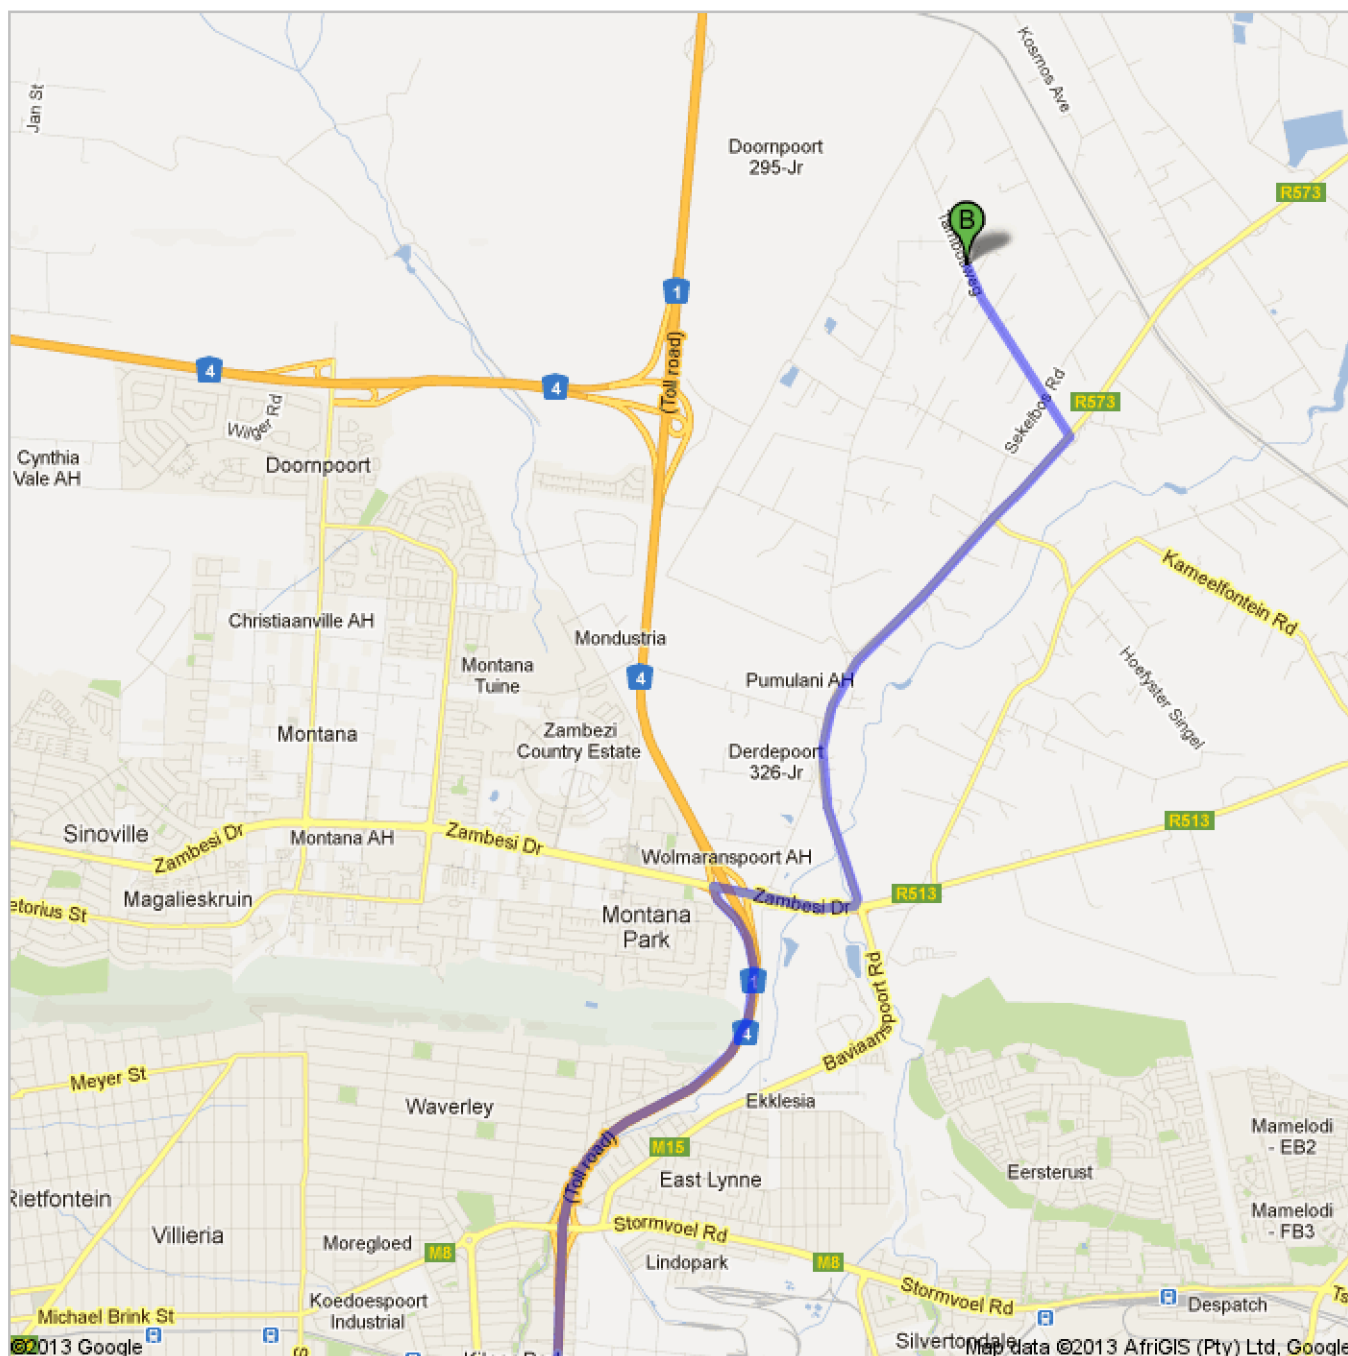 Jan St
Kosmos Ave
Doornpoort
295-Jr
R573
B
Tamboweg
1
4
4
(Toll road)
R573
Sekelbos Rd
Wilger Rd
Cynthia
Vale AH
Doornpoort
Kameelfontein Rd
Christiaanville AH
Mondustria
Montana
Tuine
4
Pumulani AH
Hoefyster Singel
Montana
Zambezi
Country Estate
Derdepoort
326-Jr
Sinoville
Zambesi Dr
Montana AH
Zambesi Dr
R513
Wolmaranspoort AH
Magalieskruin
etorius St
Montana
Park
Zambesi Dr
R513
1
4
Baviaanspoort Rd
Meyer St
Waverley
Ekklesia
M15
(Toll road)
East Lynne
Eersterust
Mamelodi
- EB2
Rietfontein
Villieria
Moregloed
M8
Stormvoel Rd
Lindopark
M8
Mamelodi
- FB3
Michael Brink St
Koedoespoort
Industrial
Stormvoel Rd
Despatch
Ts
Silvertondale
©2013 Google
Map data ©2013 AfriGIS (Pty) Ltd, Google